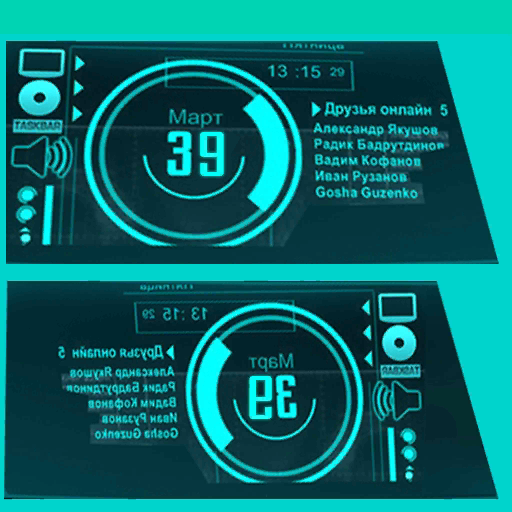 13 :15 29
TASKBAR
Март
39
Друзья онлайн 5
Александр Якушов
Радик Бадрутдинов
Вадим Кофанов
Иван Рузанов
Gosha Guzenko
13 :15 29
TASKBAR
Март
39
Друзья онлайн 5
Александр Якушов
Радик Бадрутдинов
Вадим Кофанов
Иван Рузанов
Gosha Guzenko